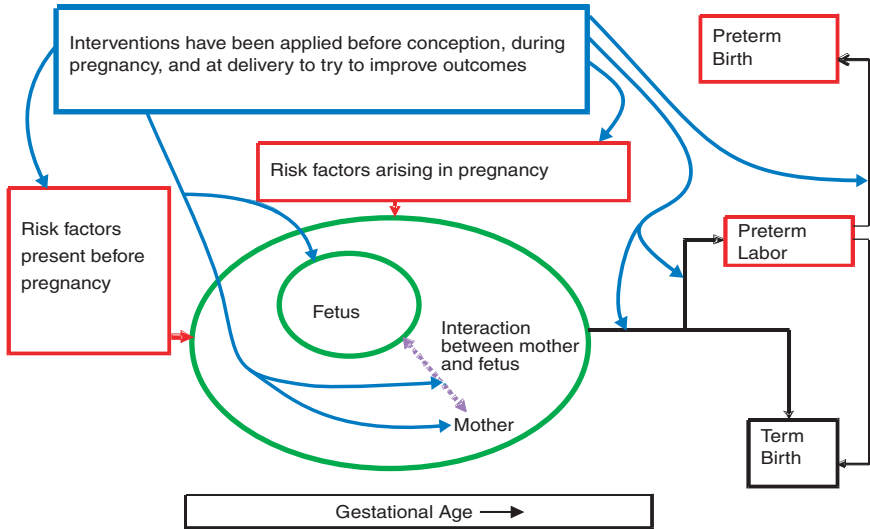 Interventions have been applied before conception, during
pregnancy, and at delivery to try to improve outcomes
Preterm
Birth
Risk factors arising in pregnancy
Risk factors
present before
pregnancy
Preterm
Labor
Fetus
Interaction
between mother
and fetus
Mother
Term
Birth
Gestational Age